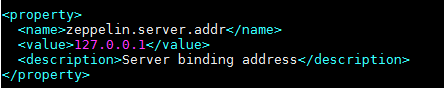 <property>
  <name>zeppelin.server.addr</name>
  <value>127.0.0.1</value>
  <description>Server binding address</description>
</property>